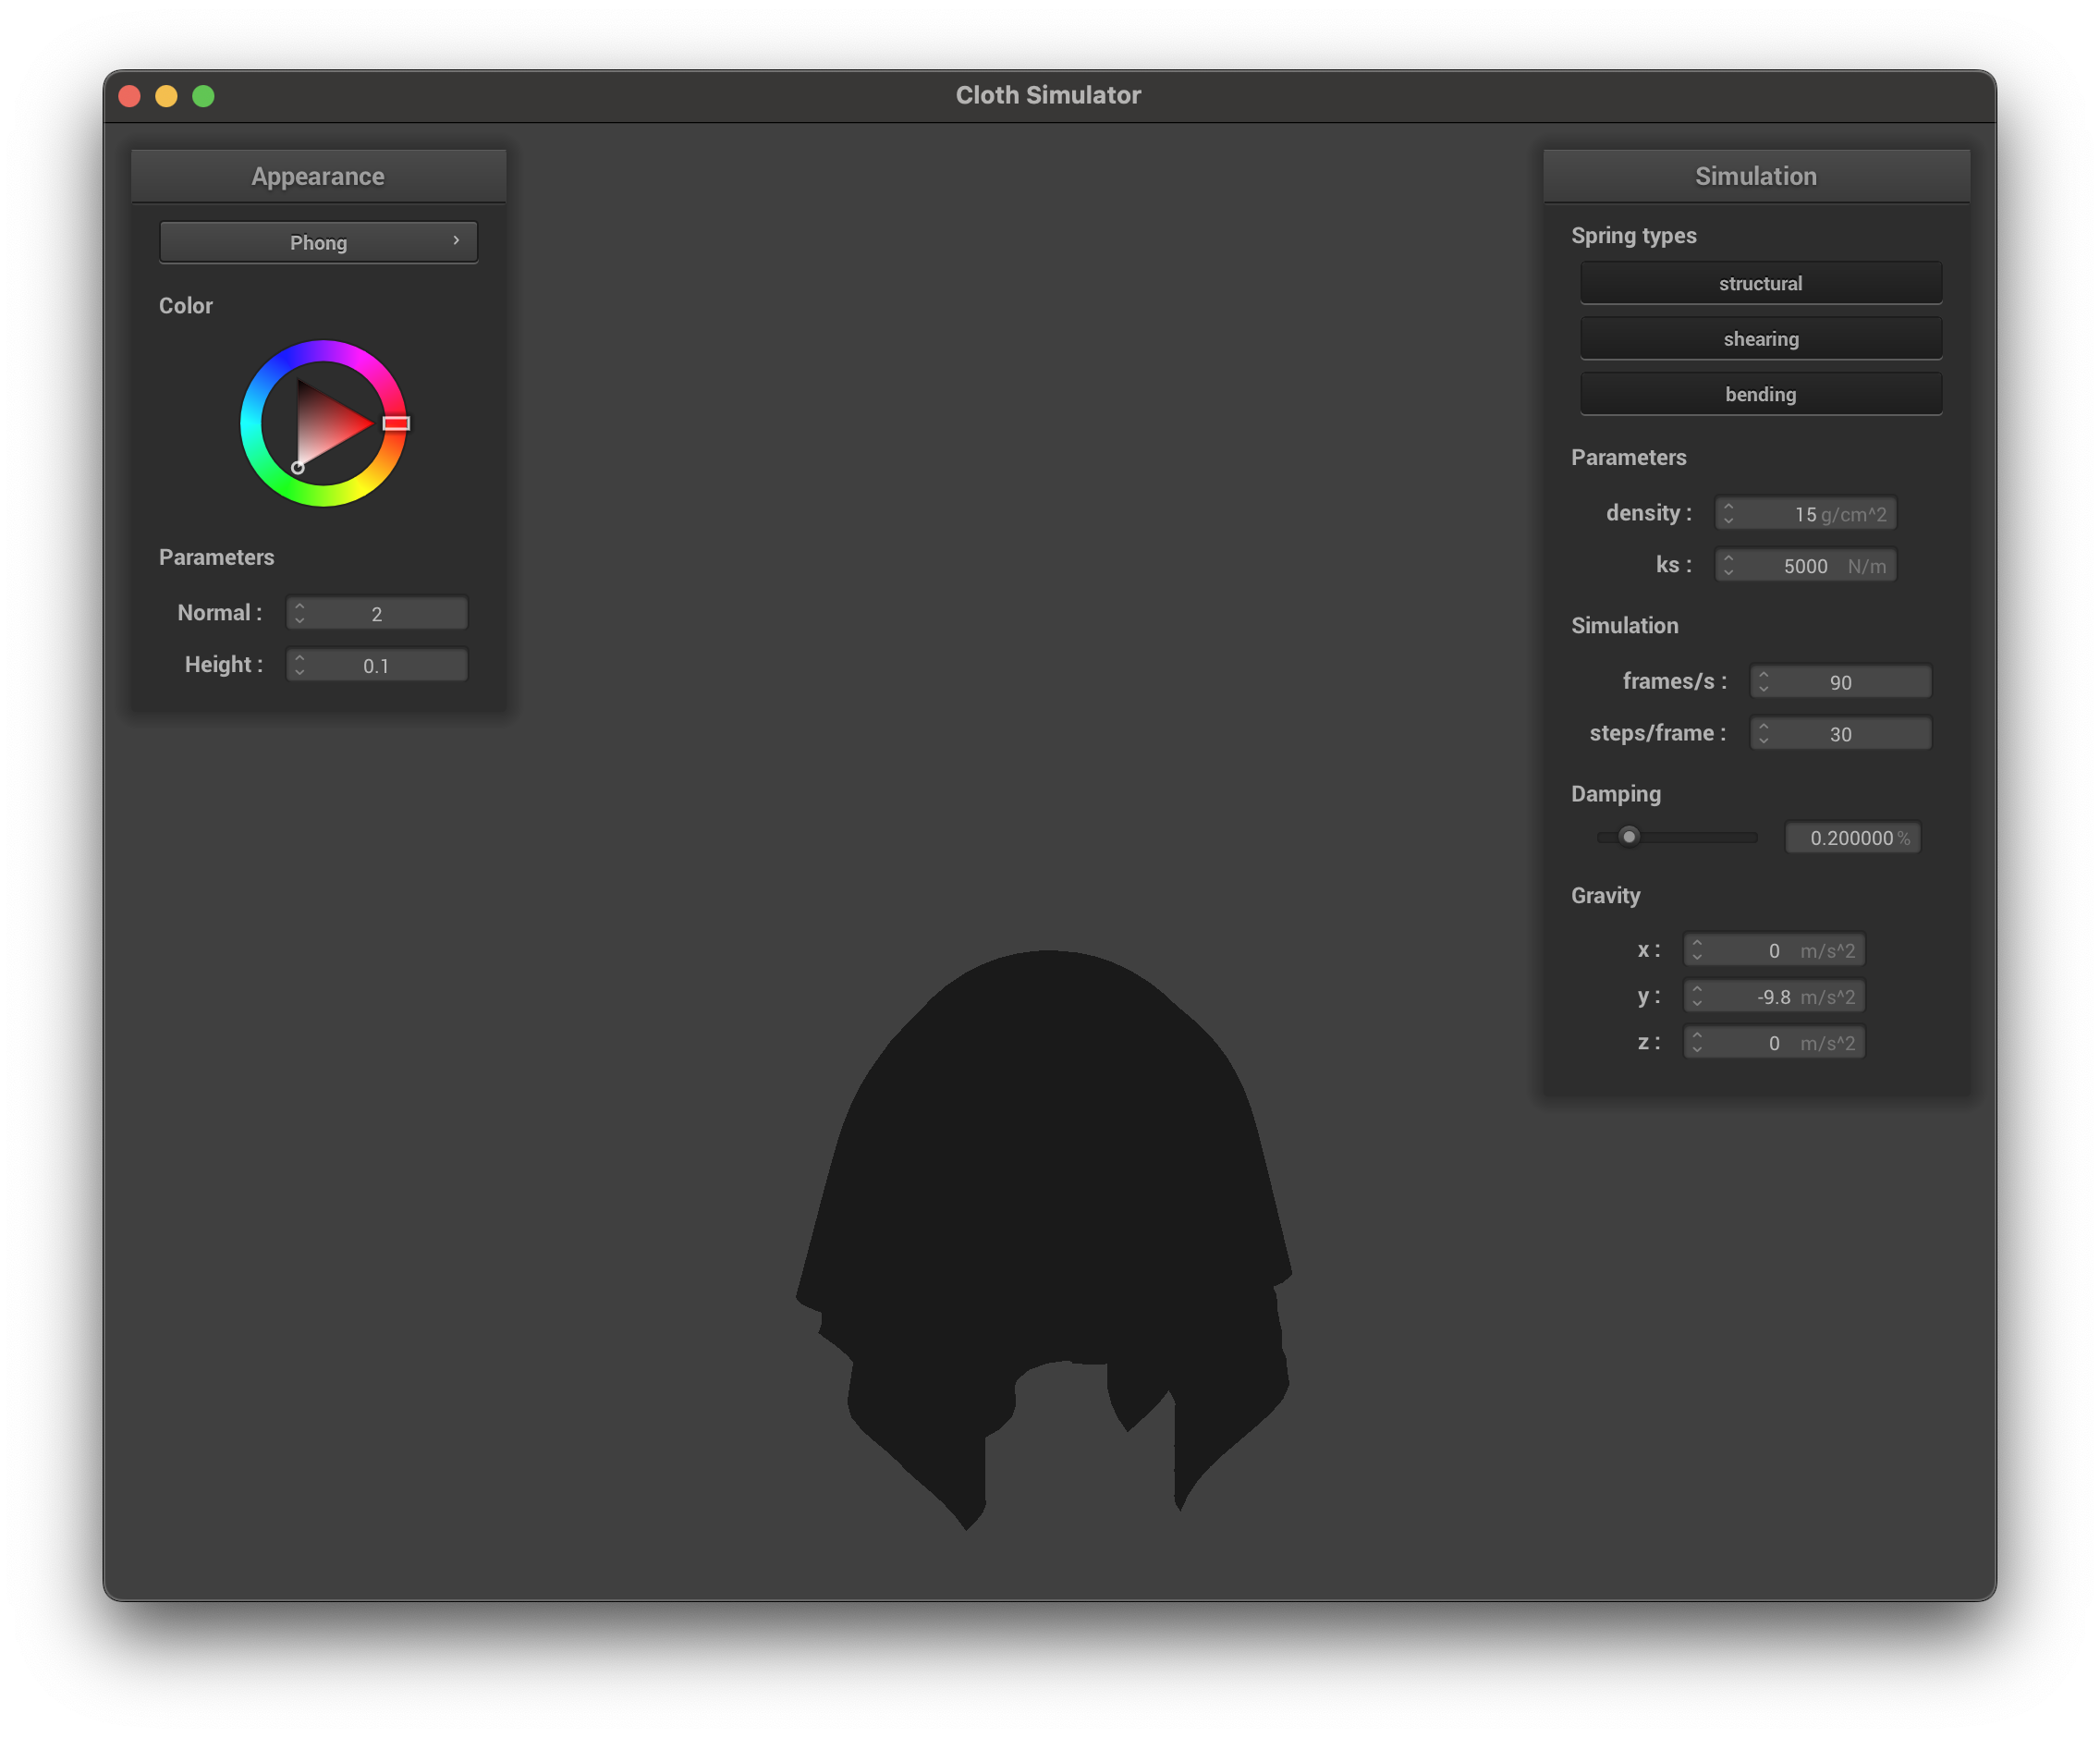 Cloth Simulator
Appearance
Phong
Color
Parameters
Normal : 2
Height : 0.1
Simulation
Spring types
structural
shearing
bending
Parameters
density : 15 g/cm^2
ks : 5000 N/m
Simulation
frames/s : 90
steps/frame : 30
Damping
0.200000 %
Gravity
x : 0 m/s^2
y : -9.8 m/s^2
z : 0 m/s^2